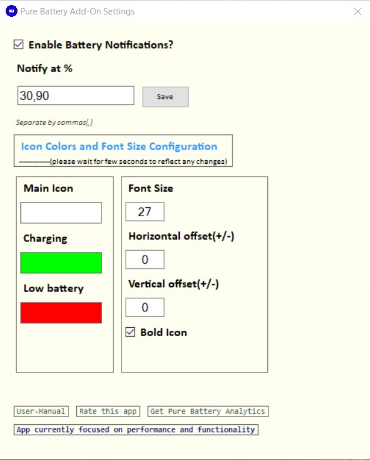 Pure Battery Add-On Settings
Enable Battery Notifications?
Notify at %
30,90
Save
Separate by commas(,)
Icon Colors and Font Size Configuration
---------------(please wait for few seconds to reflect any changes)
Main Icon
Charging
Low battery
Font Size
27
Horizontal offset(+/-)
0
Vertical offset(+/-)
0
Bold Icon
User-Manual Rate this app Get Pure Battery Analytics
App currently focused on performance and functionality